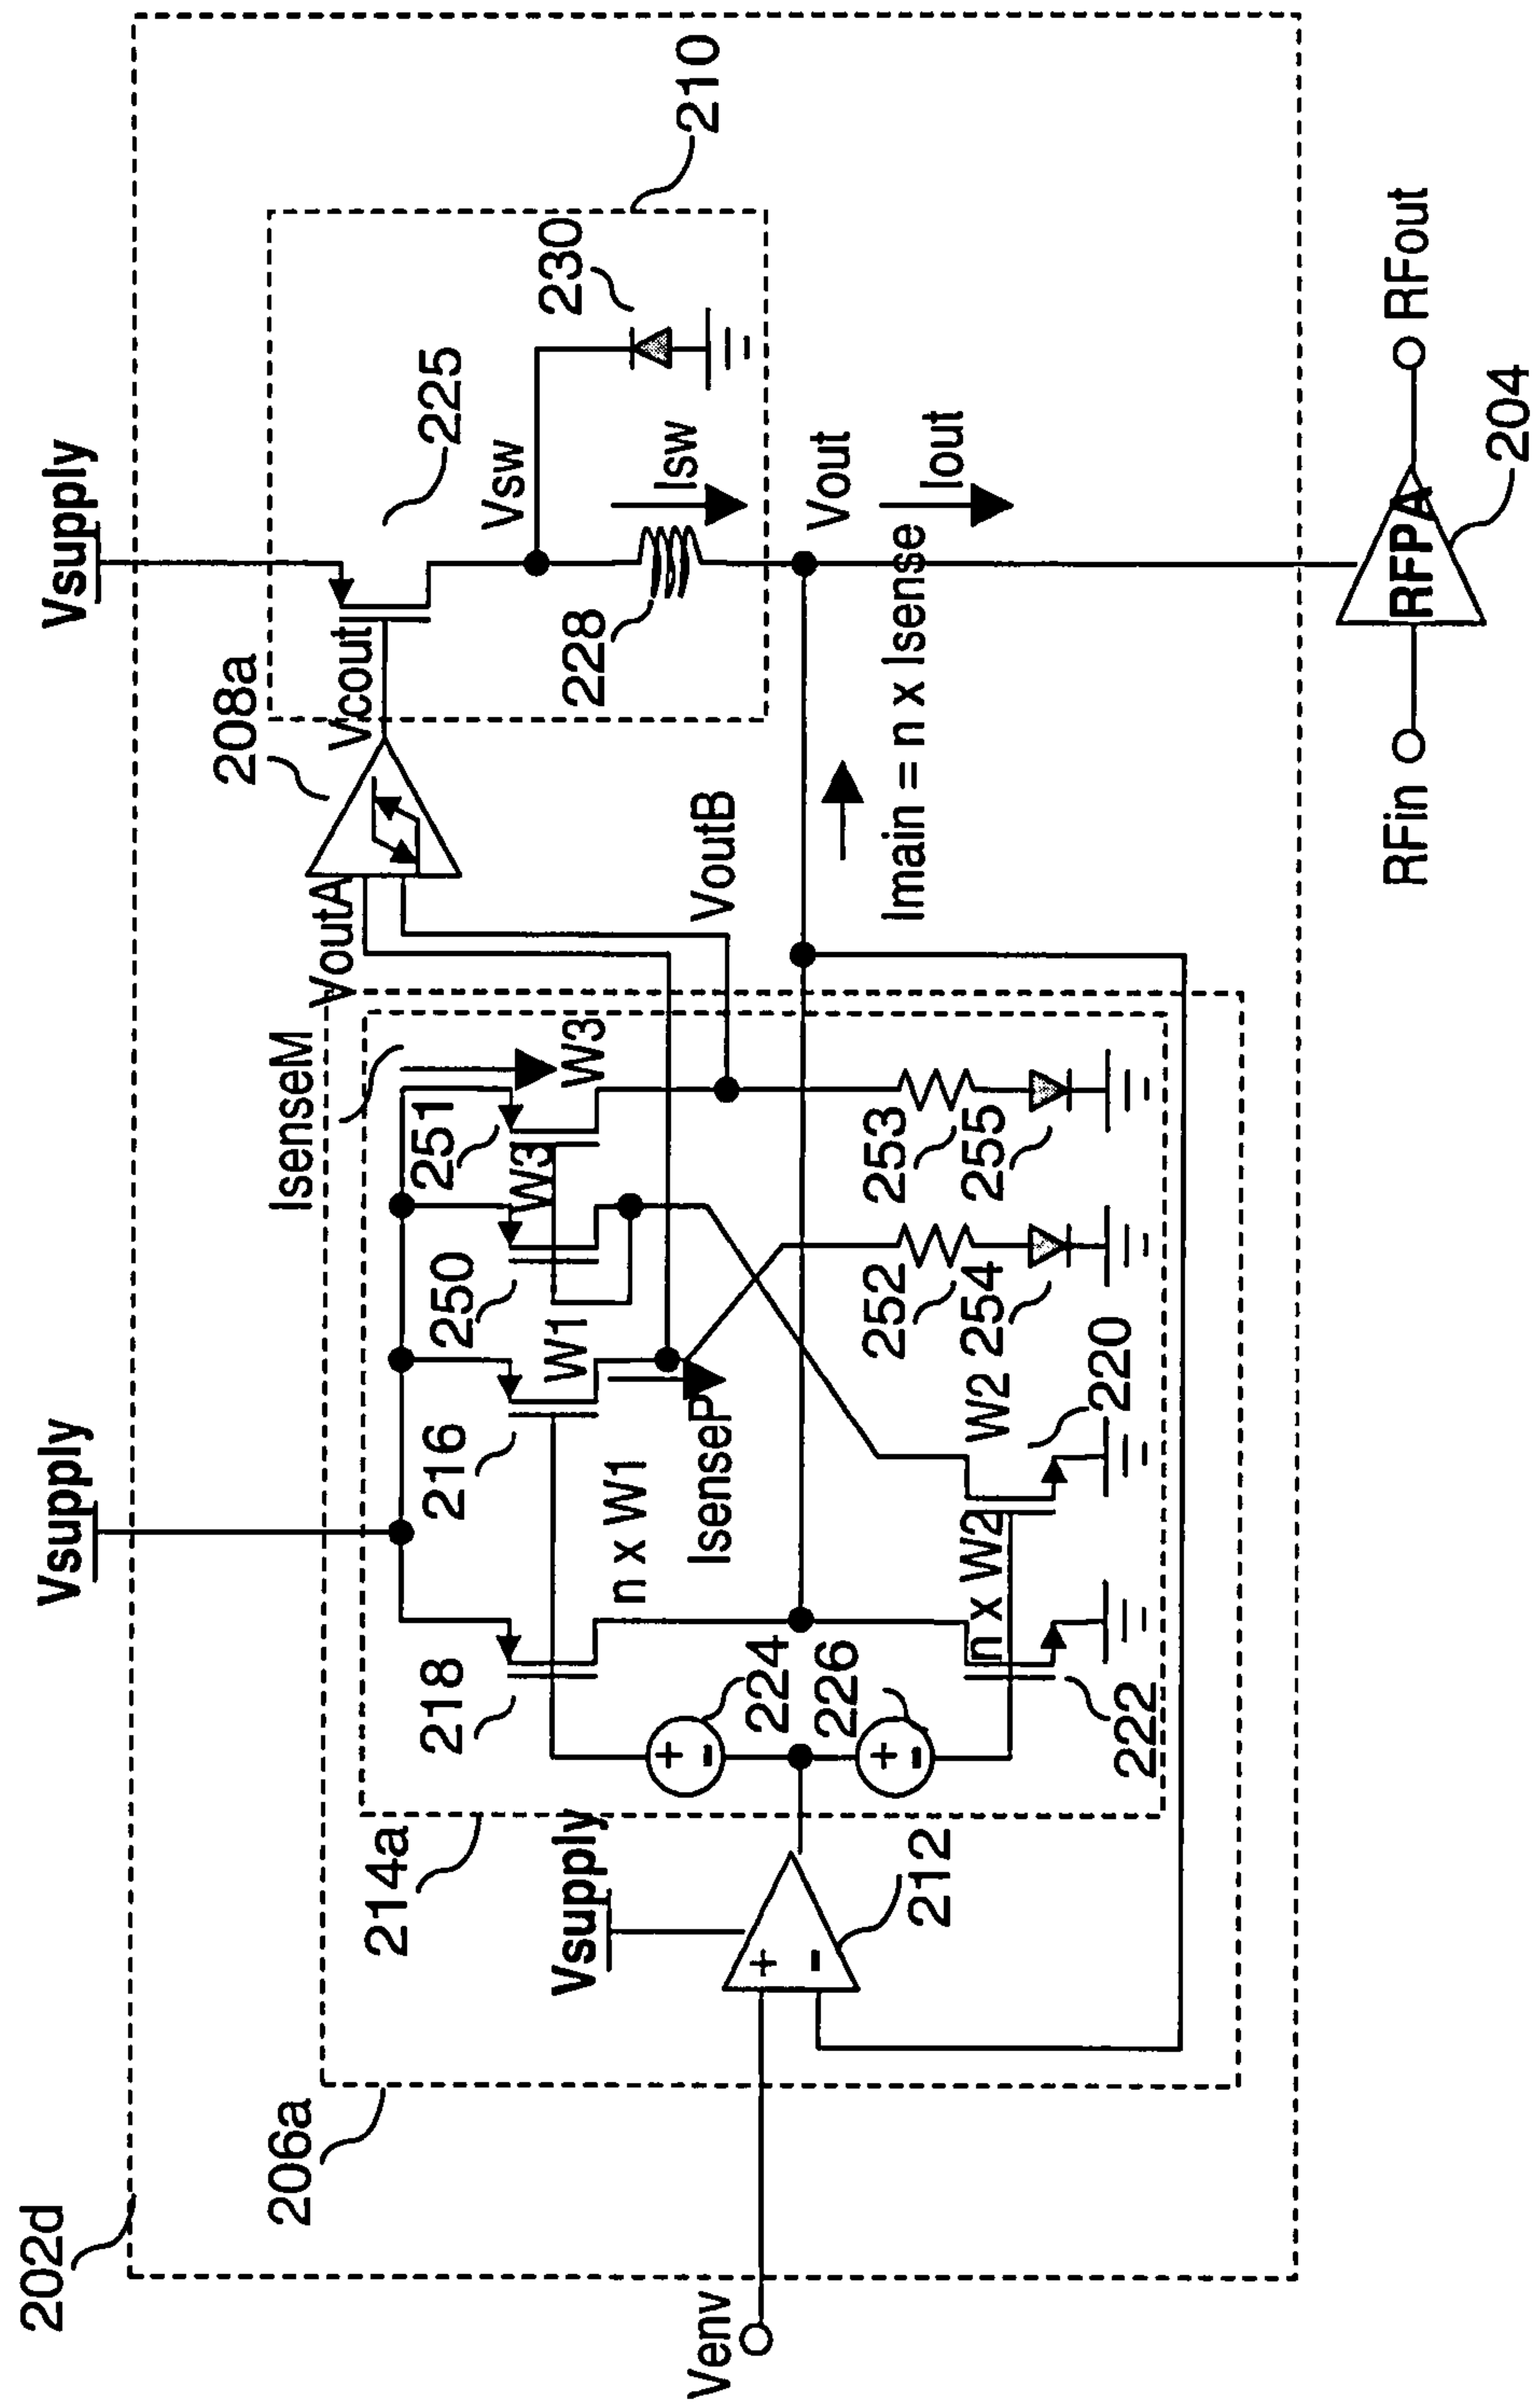 202d
Vsupply
Vsupply
210
206a
208a
Vcout
225
230
IsenseM
VoutA
Vsw
214a
218
216
250
251
W3
W3
W1
228
Isw
Vsupply
n x W1
IsenseP
VoutB
Venv
+
-
212
+
-
224
226
+
-
Vout
252
253
254
255
Imain = n x Isense
Iout
n x W2
W2
222
220
RFin
RFPA
RFout
204